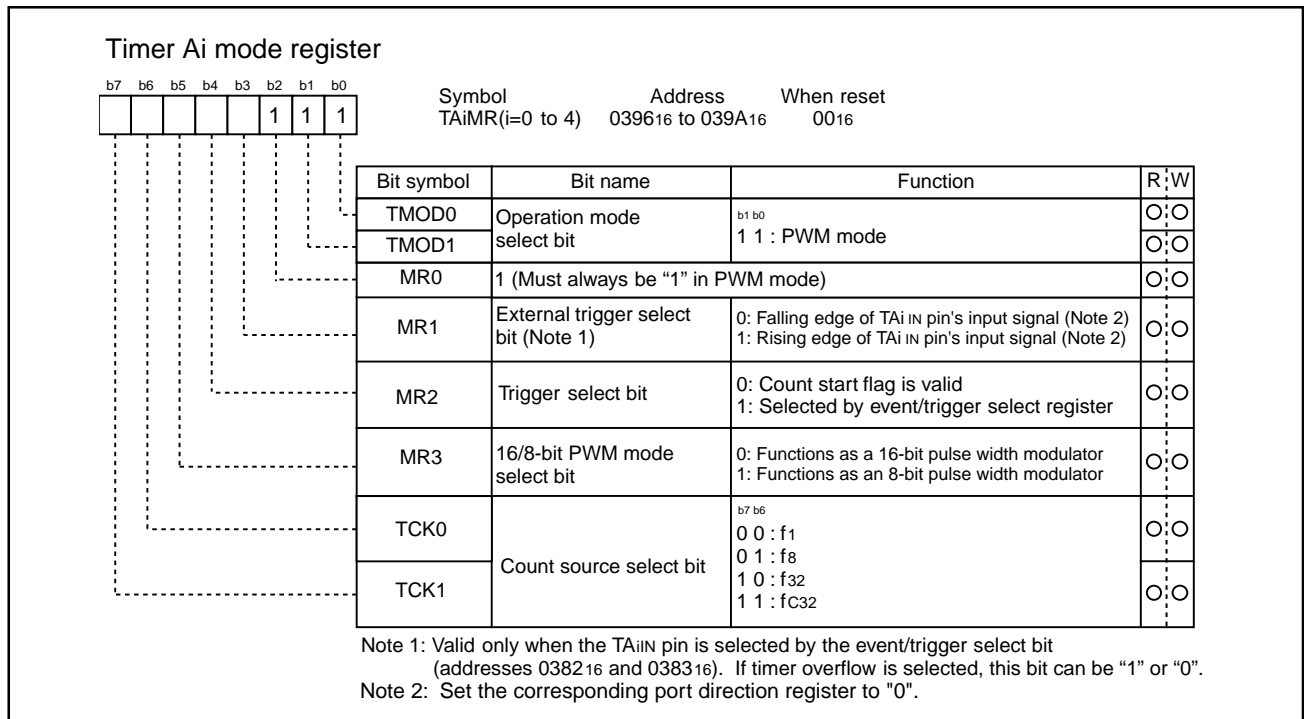 Timer Ai mode register
b7 b6 b5 b4 b3 b2 b1 b0
1 1 1
Symbol Address When reset
TAiMR(i=0 to 4) 039616 to 039A16 0016
Bit symbol Bit name Function R W
TMOD0
TMOD1
Operation mode
select bit
b1 b0
1 1 : PWM mode
MR0 1 (Must always be “1” in PWM mode)
MR1
External trigger select
bit (Note 1)
0: Falling edge of TAiIN pin's input signal (Note 2)
1: Rising edge of TAiIN pin's input signal (Note 2)
MR2 Trigger select bit
0: Count start flag is valid
1: Selected by event/trigger select register
MR3
16/8-bit PWM mode
select bit
0: Functions as a 16-bit pulse width modulator
1: Functions as an 8-bit pulse width modulator
TCK0
TCK1
Count source select bit
b7 b6
0 0 : f1
0 1 : f8
1 0 : f32
1 1 : fC32
Note 1: Valid only when the TAiIN pin is selected by the event/trigger select bit
(addresses 038216 and 038316). If timer overflow is selected, this bit can be “1” or “0”.
Note 2: Set the corresponding port direction register to "0".